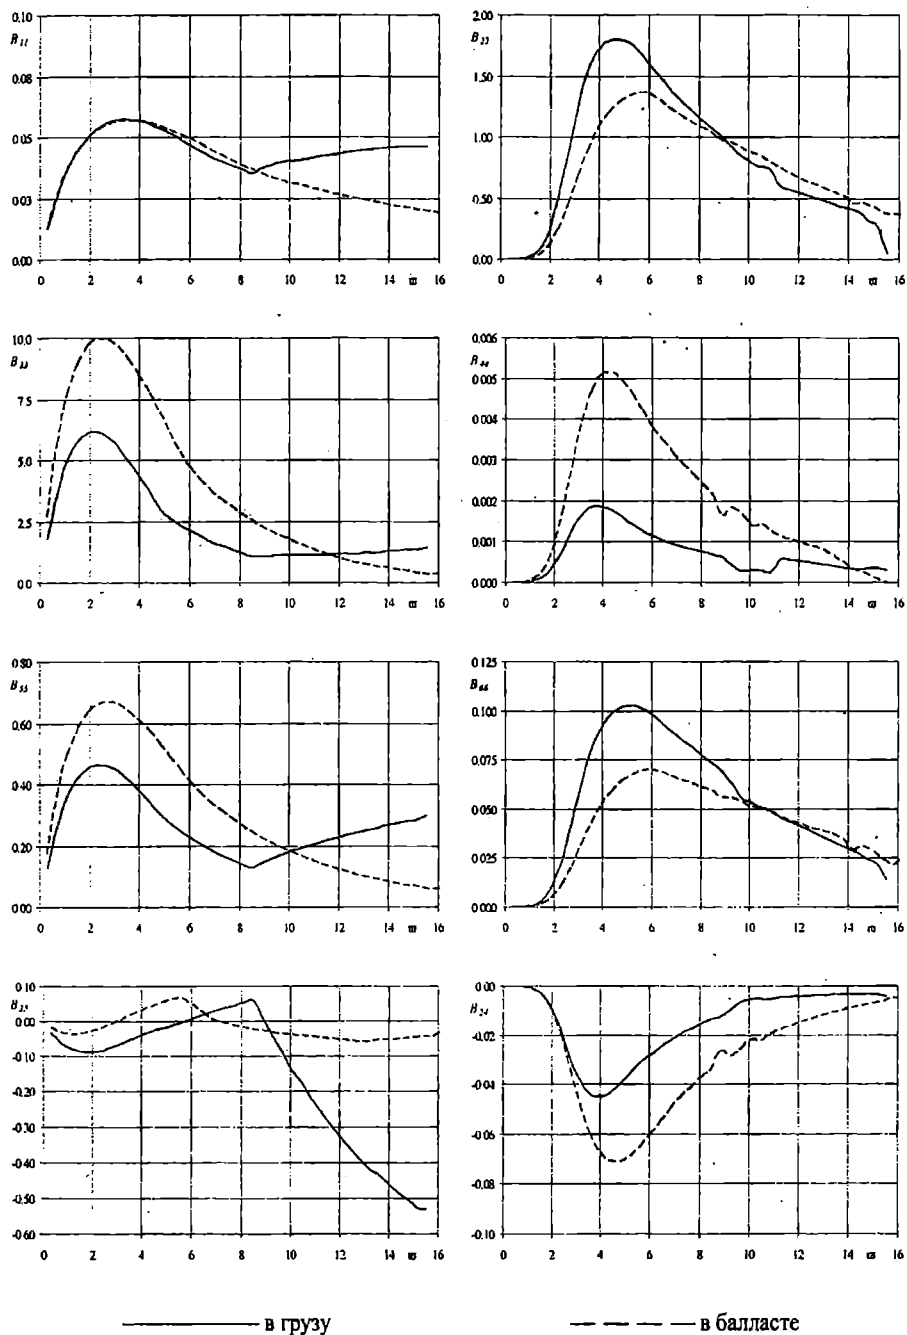 0.10
B₁₁
0.08
0.05
0.03
0.00
0 2 4 6 8 10 12 14 ϖ 16
2.00
B₂₂
1.50
1.00
0.50
0.00
0 2 4 6 8 10 12 14 ϖ 16
10.0
B₃₃
7.5
5.0
2.5
0.0
0 2 4 6 8 10 12 14 ϖ 16
0.006
B₄₄
0.005
0.004
0.003
0.002
0.001
0.000
0 2 4 6 8 10 12 14 ϖ 16
0.80
B₅₅
0.60
0.40
0.20
0.00
0 2 4 6 8 10 12 14 ϖ 16
0.125
B₆₆
0.100
0.075
0.050
0.025
0.000
0 2 4 6 8 10 12 14 ϖ 16
0.10
B₃₅
0.00
-0.10
-0.20
-0.30
-0.40
-0.50
-0.60
0 2 4 6 8 10 12 14 ϖ 16
0.00
B₂₄
-0.02
-0.04
-0.06
-0.08
-0.10
0 2 4 6 8 10 12 14 ϖ 16
в грузу
в балласте